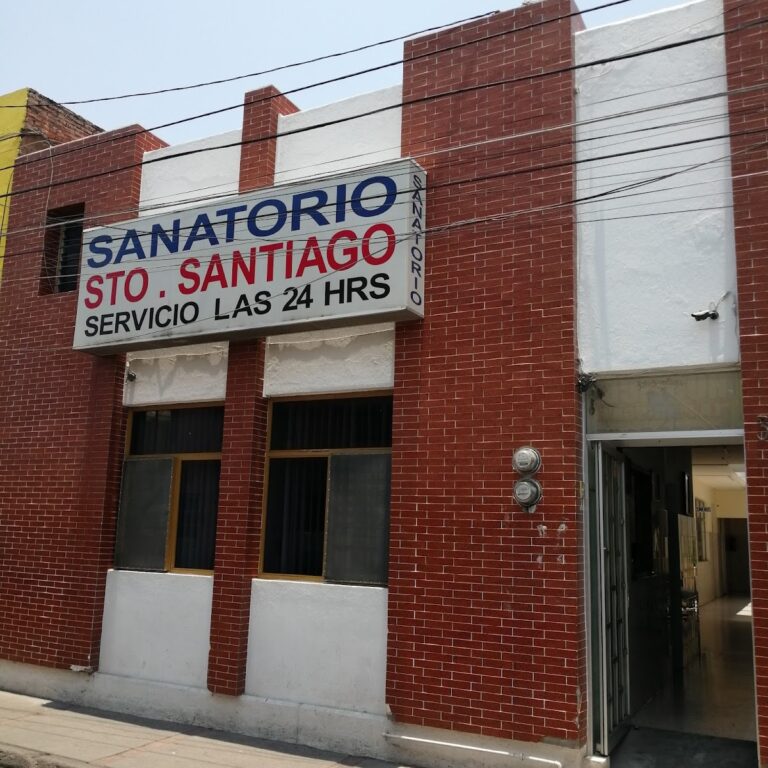 SANATORIO
STO . SANTIAGO
SERVICIO LAS 24 HRS
SANATORIO